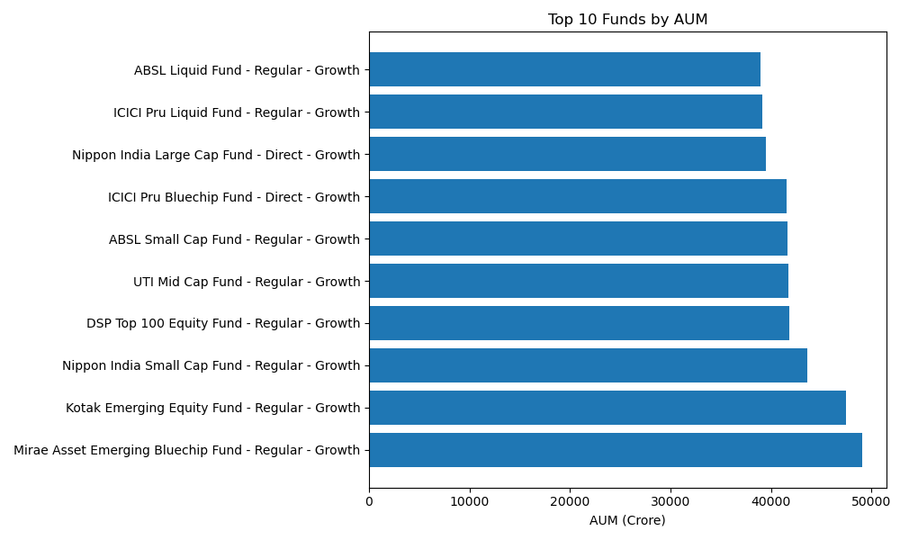 Top 10 Funds by AUM
ABSL Liquid Fund - Regular - Growth
ICICI Pru Liquid Fund - Regular - Growth
Nippon India Large Cap Fund - Direct - Growth
ICICI Pru Bluechip Fund - Direct - Growth
ABSL Small Cap Fund - Regular - Growth
UTI Mid Cap Fund - Regular - Growth
DSP Top 100 Equity Fund - Regular - Growth
Nippon India Small Cap Fund - Regular - Growth
Kotak Emerging Equity Fund - Regular - Growth
Mirae Asset Emerging Bluechip Fund - Regular - Growth
0 10000 20000 30000 40000 50000
AUM (Crore)